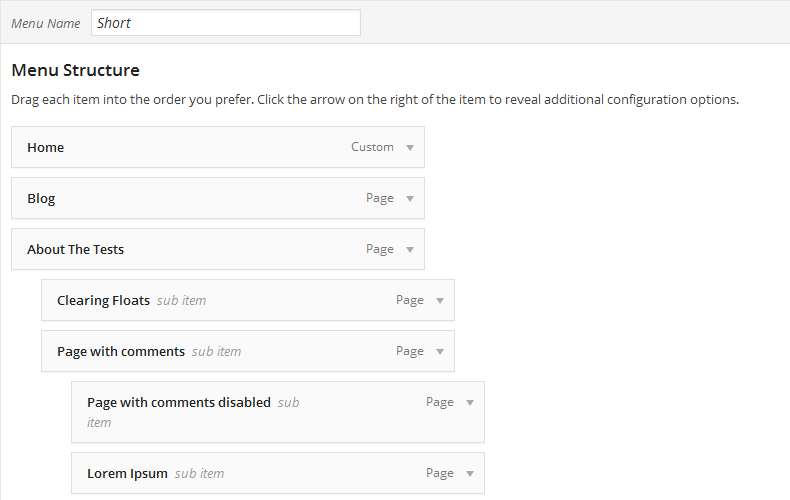 Menu Name Short
Menu Structure
Drag each item into the order you prefer. Click the arrow on the right of the item to reveal additional configuration options.
Home Custom
Blog Page
About The Tests Page
Clearing Floats sub item Page
Page with comments sub item Page
Page with comments disabled sub Page
item
Lorem Ipsum sub item Page